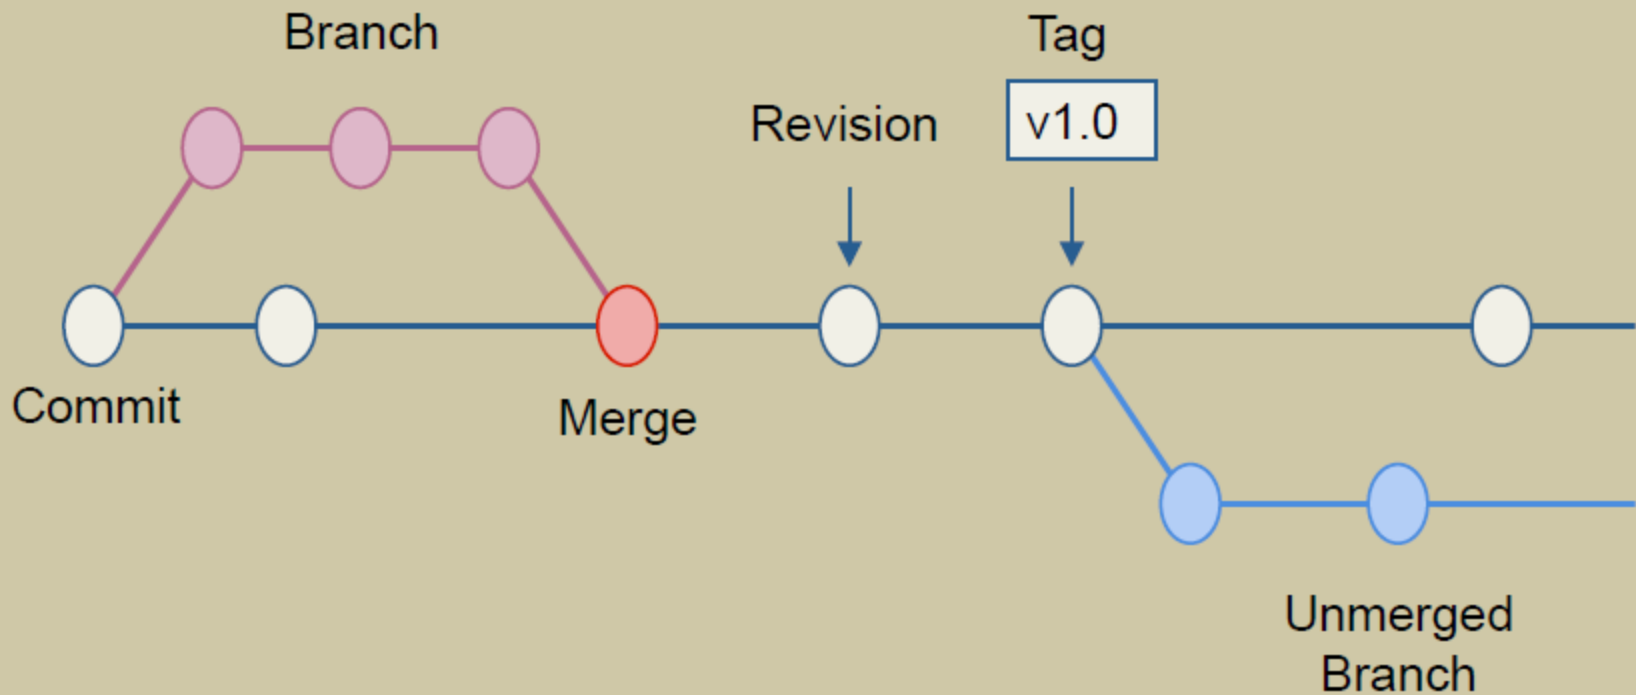 Branch
Tag
Revision
v1.0
Commit
Merge
Unmerged
Branch